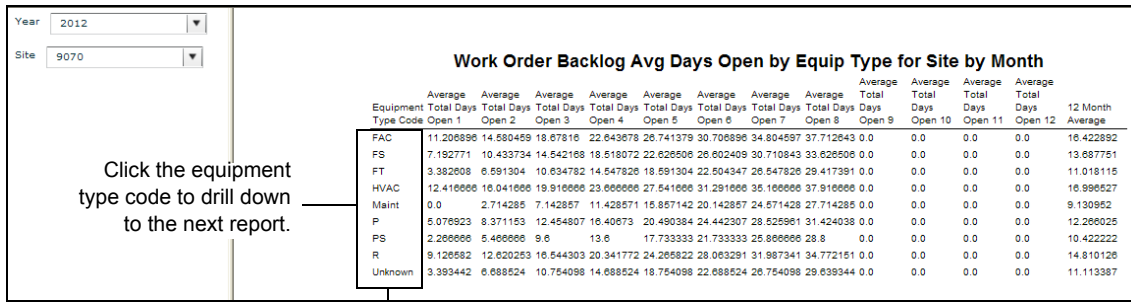 Year 2012
Site 9070
Work Order Backlog Avg Days Open by Equip Type for Site by Month
Average Average Average Average
Average Average Average Average Average Average Average Average Total Total Total Total
Equipment Total Days Total Days Total Days Total Days Total Days Total Days Total Days Total Days Days Days Days Days 12 Month
Type Code Open 1 Open 2 Open 3 Open 4 Open 5 Open 6 Open 7 Open 8 Open 9 Open 10 Open 11 Open 12 Average
FAC 11.206896 14.580459 18.67816 22.643678 26.741379 30.706896 34.804597 37.712643 0.0 0.0 0.0 0.0 16.422892
FS 7.192771 10.433734 14.542168 18.518072 22.626506 26.602409 30.710843 33.626506 0.0 0.0 0.0 0.0 13.687751
FT 3.382608 6.591304 10.634782 14.547826 18.591304 22.504347 26.547826 29.417391 0.0 0.0 0.0 0.0 11.018115
HVAC 12.416666 16.041666 19.916666 23.666666 27.541666 31.291666 35.166666 37.916666 0.0 0.0 0.0 0.0 16.996527
Maint 0.0 2.714285 7.142857 11.428571 15.857142 20.142857 24.571428 27.714285 0.0 0.0 0.0 0.0 9.130952
P 5.076923 8.371153 12.454807 16.40673 20.490384 24.442307 28.525961 31.424038 0.0 0.0 0.0 0.0 12.266025
PS 2.266666 5.466666 9.6 13.6 17.733333 21.733333 25.866666 28.8 0.0 0.0 0.0 0.0 10.422222
R 9.126582 12.620253 16.544303 20.341772 24.265822 28.063291 31.987341 34.772151 0.0 0.0 0.0 0.0 14.810126
Unknown 3.393442 6.688524 10.754098 14.688524 18.754098 22.688524 26.754098 29.639344 0.0 0.0 0.0 0.0 11.113387
Click the equipment
type code to drill down
to the next report.